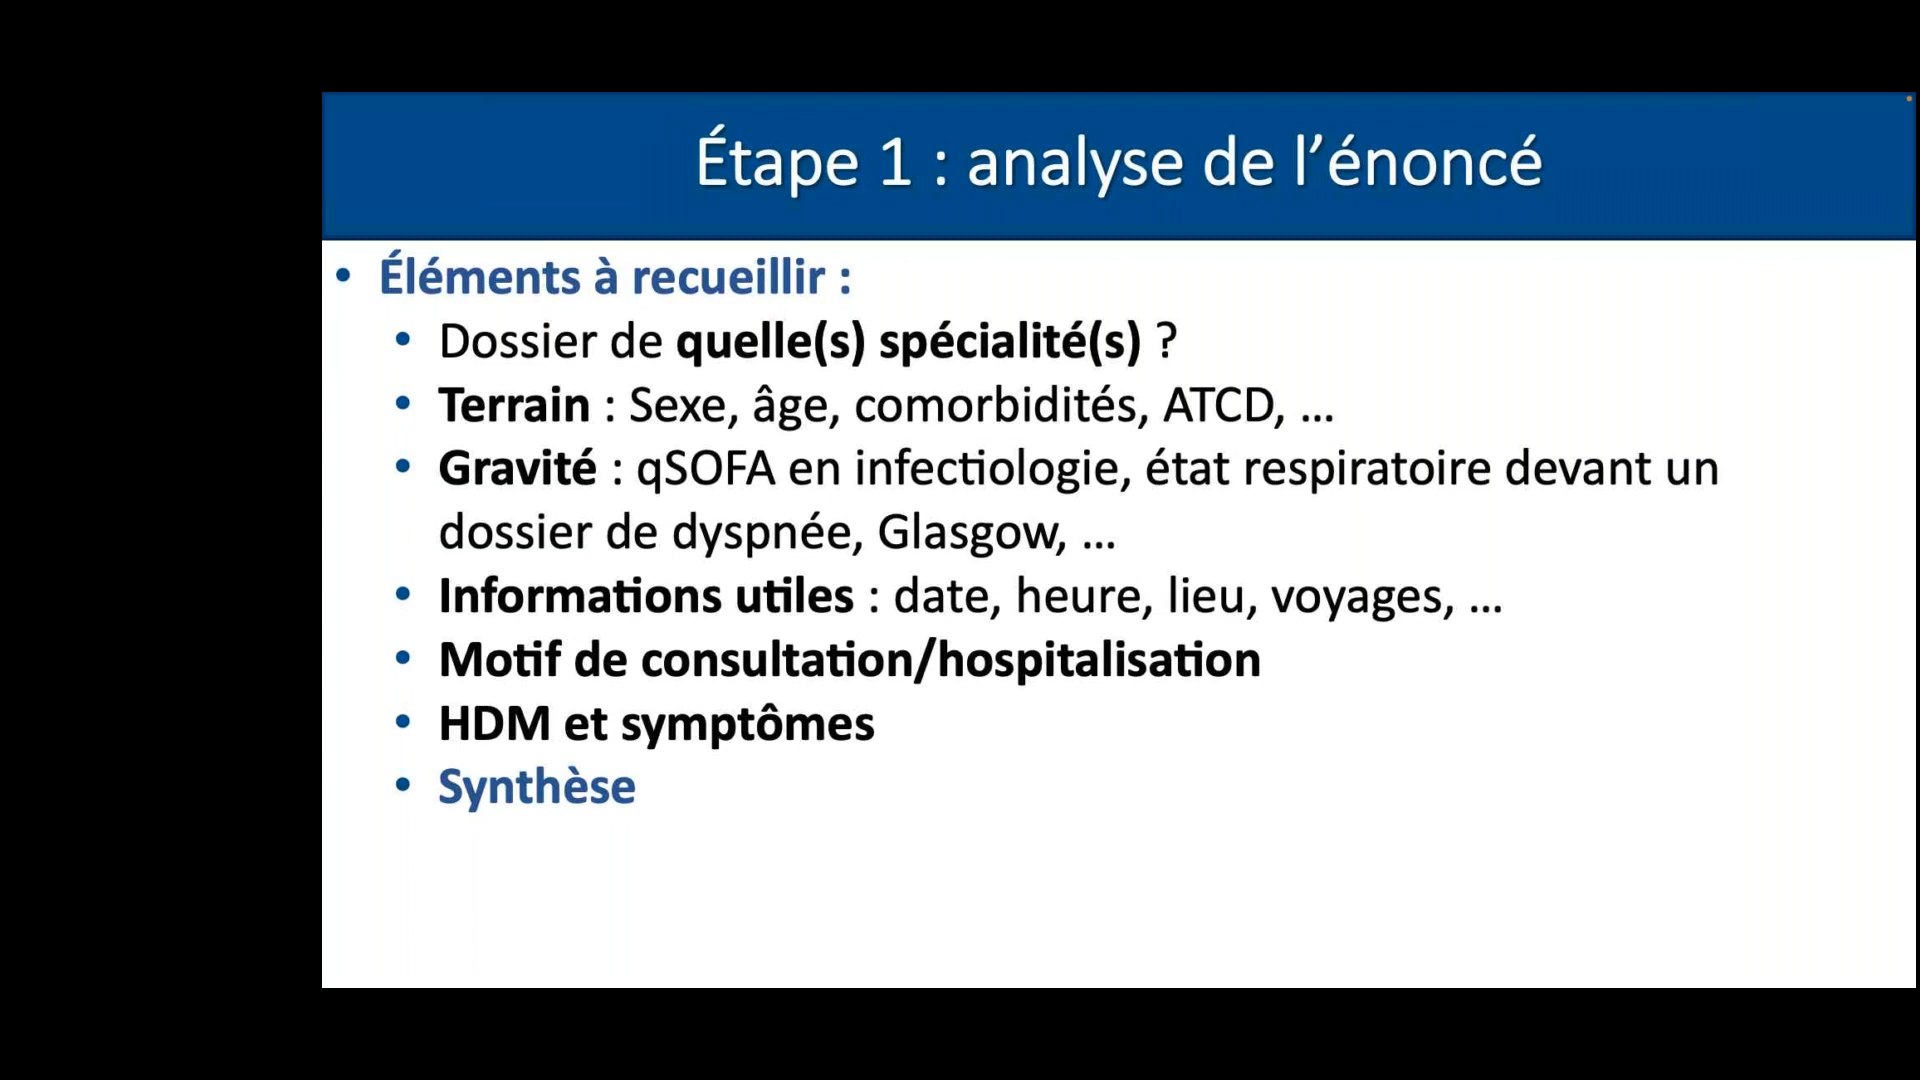 Étape 1 : analyse de l’énoncé
• Éléments à recueillir :
• Dossier de quelle(s) spécialité(s) ?
• Terrain : Sexe, âge, comorbidités, ATCD, …
• Gravité : qSOFA en infectiologie, état respiratoire devant un
dossier de dyspnée, Glasgow, …
• Informations utiles : date, heure, lieu, voyages, …
• Motif de consultation/hospitalisation
• HDM et symptômes
• Synthèse